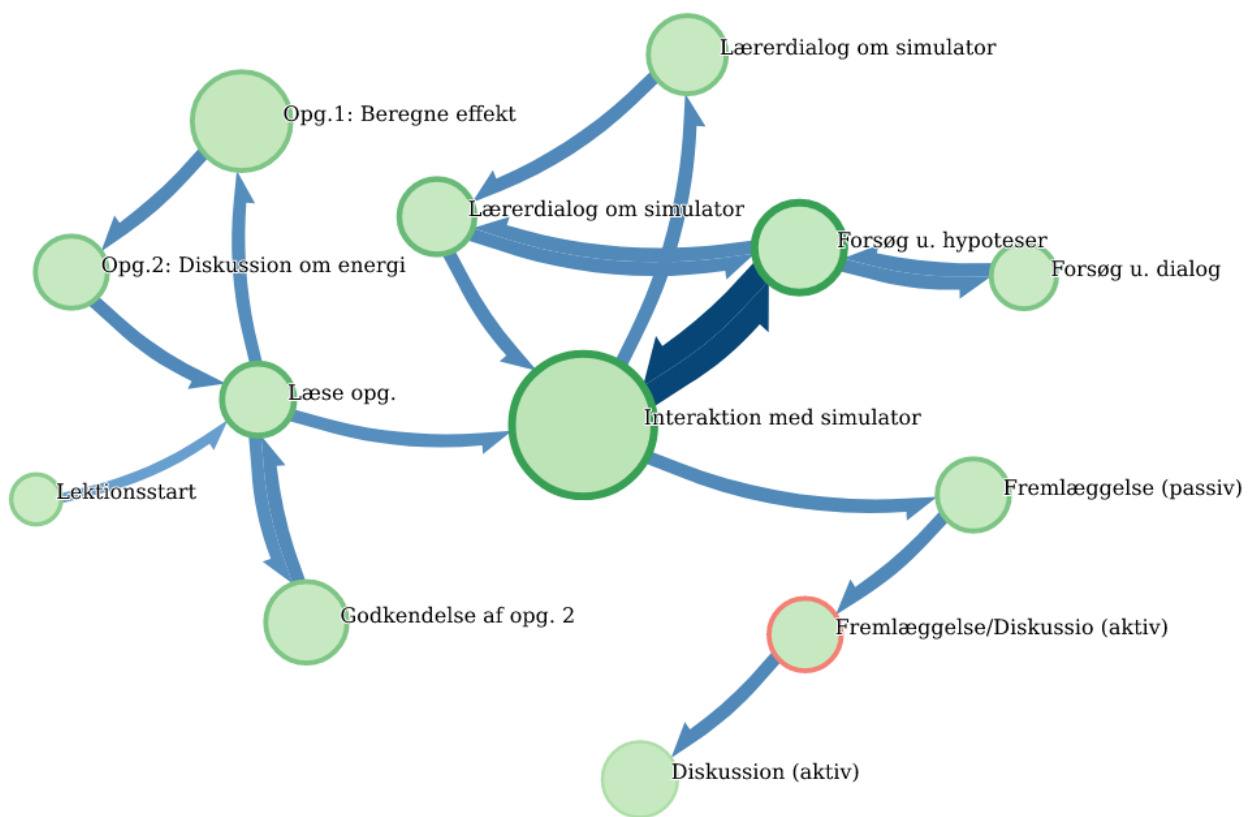 Lærerdialog om simulator
Opg.1: Beregne effekt
Lærerdialog om simulator
Forsøg u. hypoteser
Opg.2: Diskussion om energi
Forsøg u. dialog
Læse opg.
Interaktion med simulator
Lektionsstart
Fremlæggelse (passiv)
Godkendelse af opg. 2
Fremlæggelse/Diskussio (aktiv)
Diskussion (aktiv)